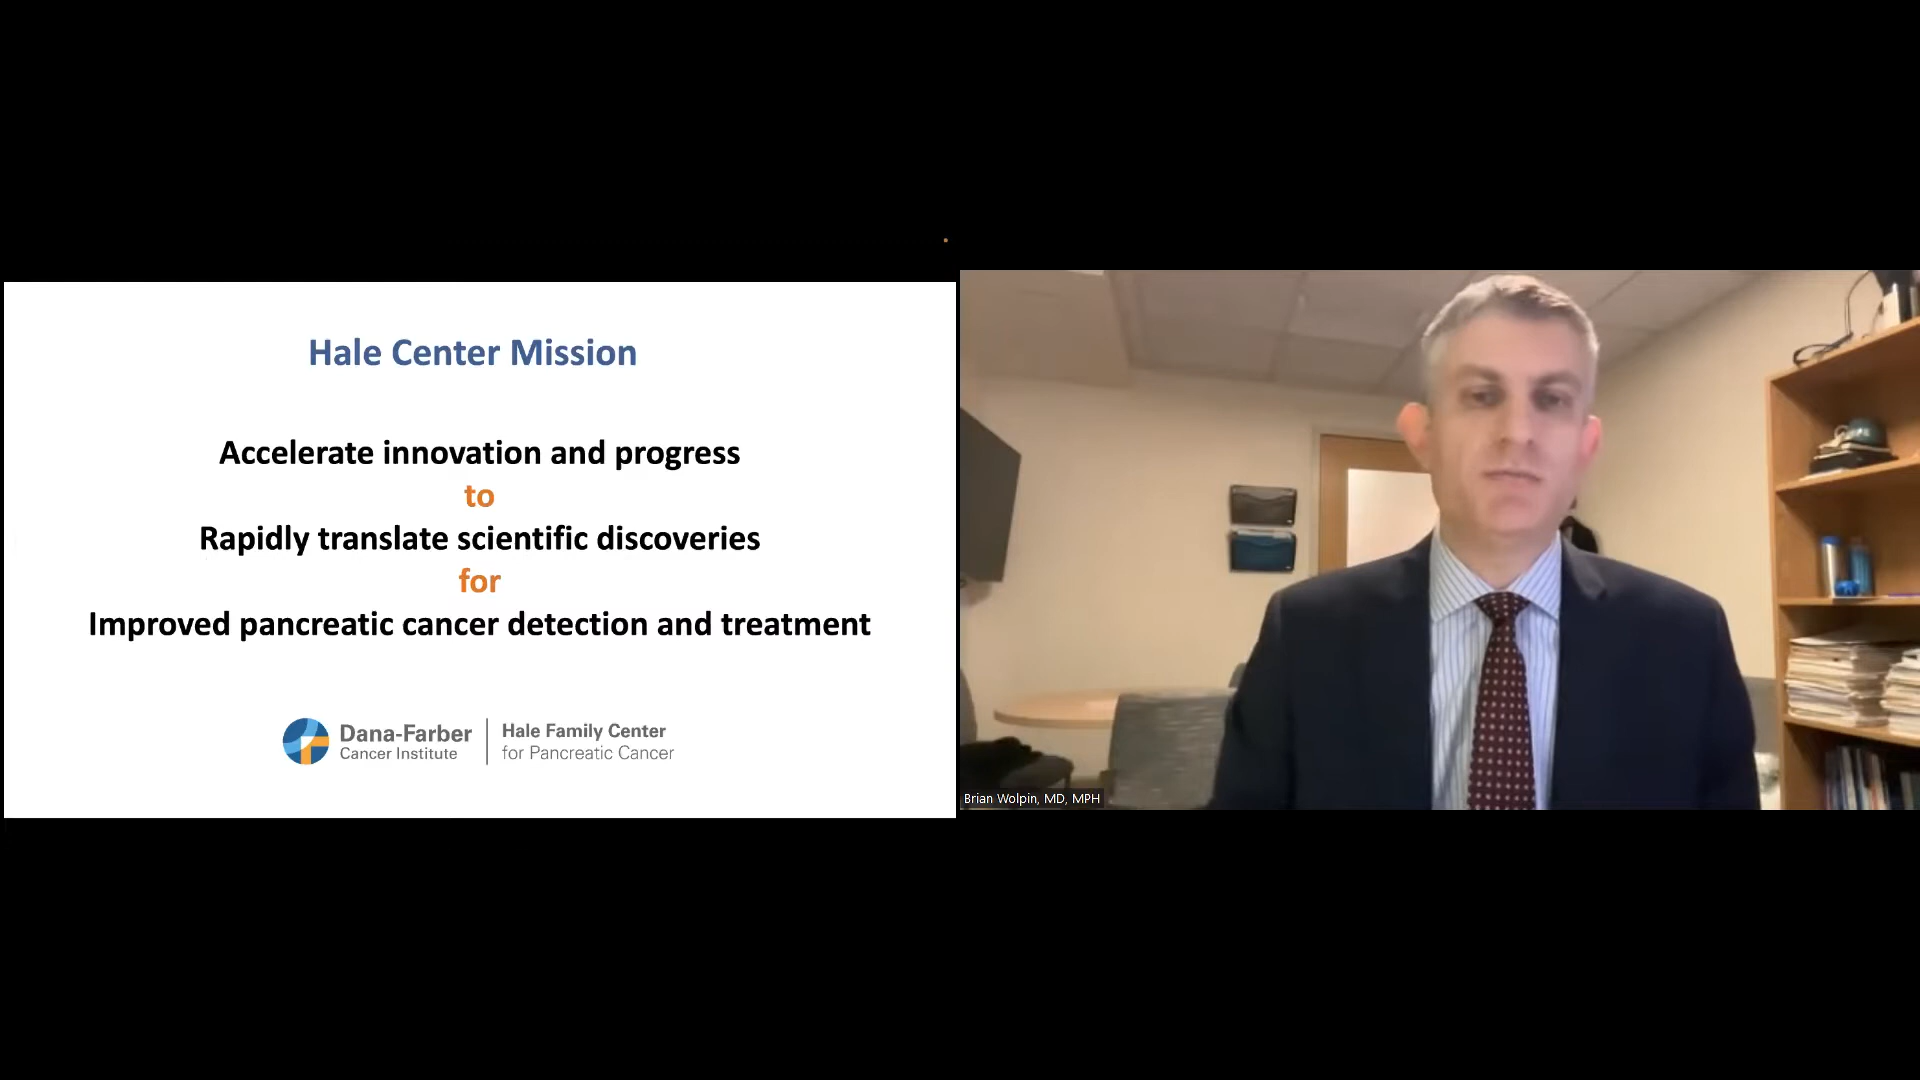 Hale Center Mission
Accelerate innovation and progress
to
Rapidly translate scientific discoveries
for
Improved pancreatic cancer detection and treatment
Dana-Farber
Cancer Institute
Hale Family Center
for Pancreatic Cancer
Brian Wolpin, MD, MPH